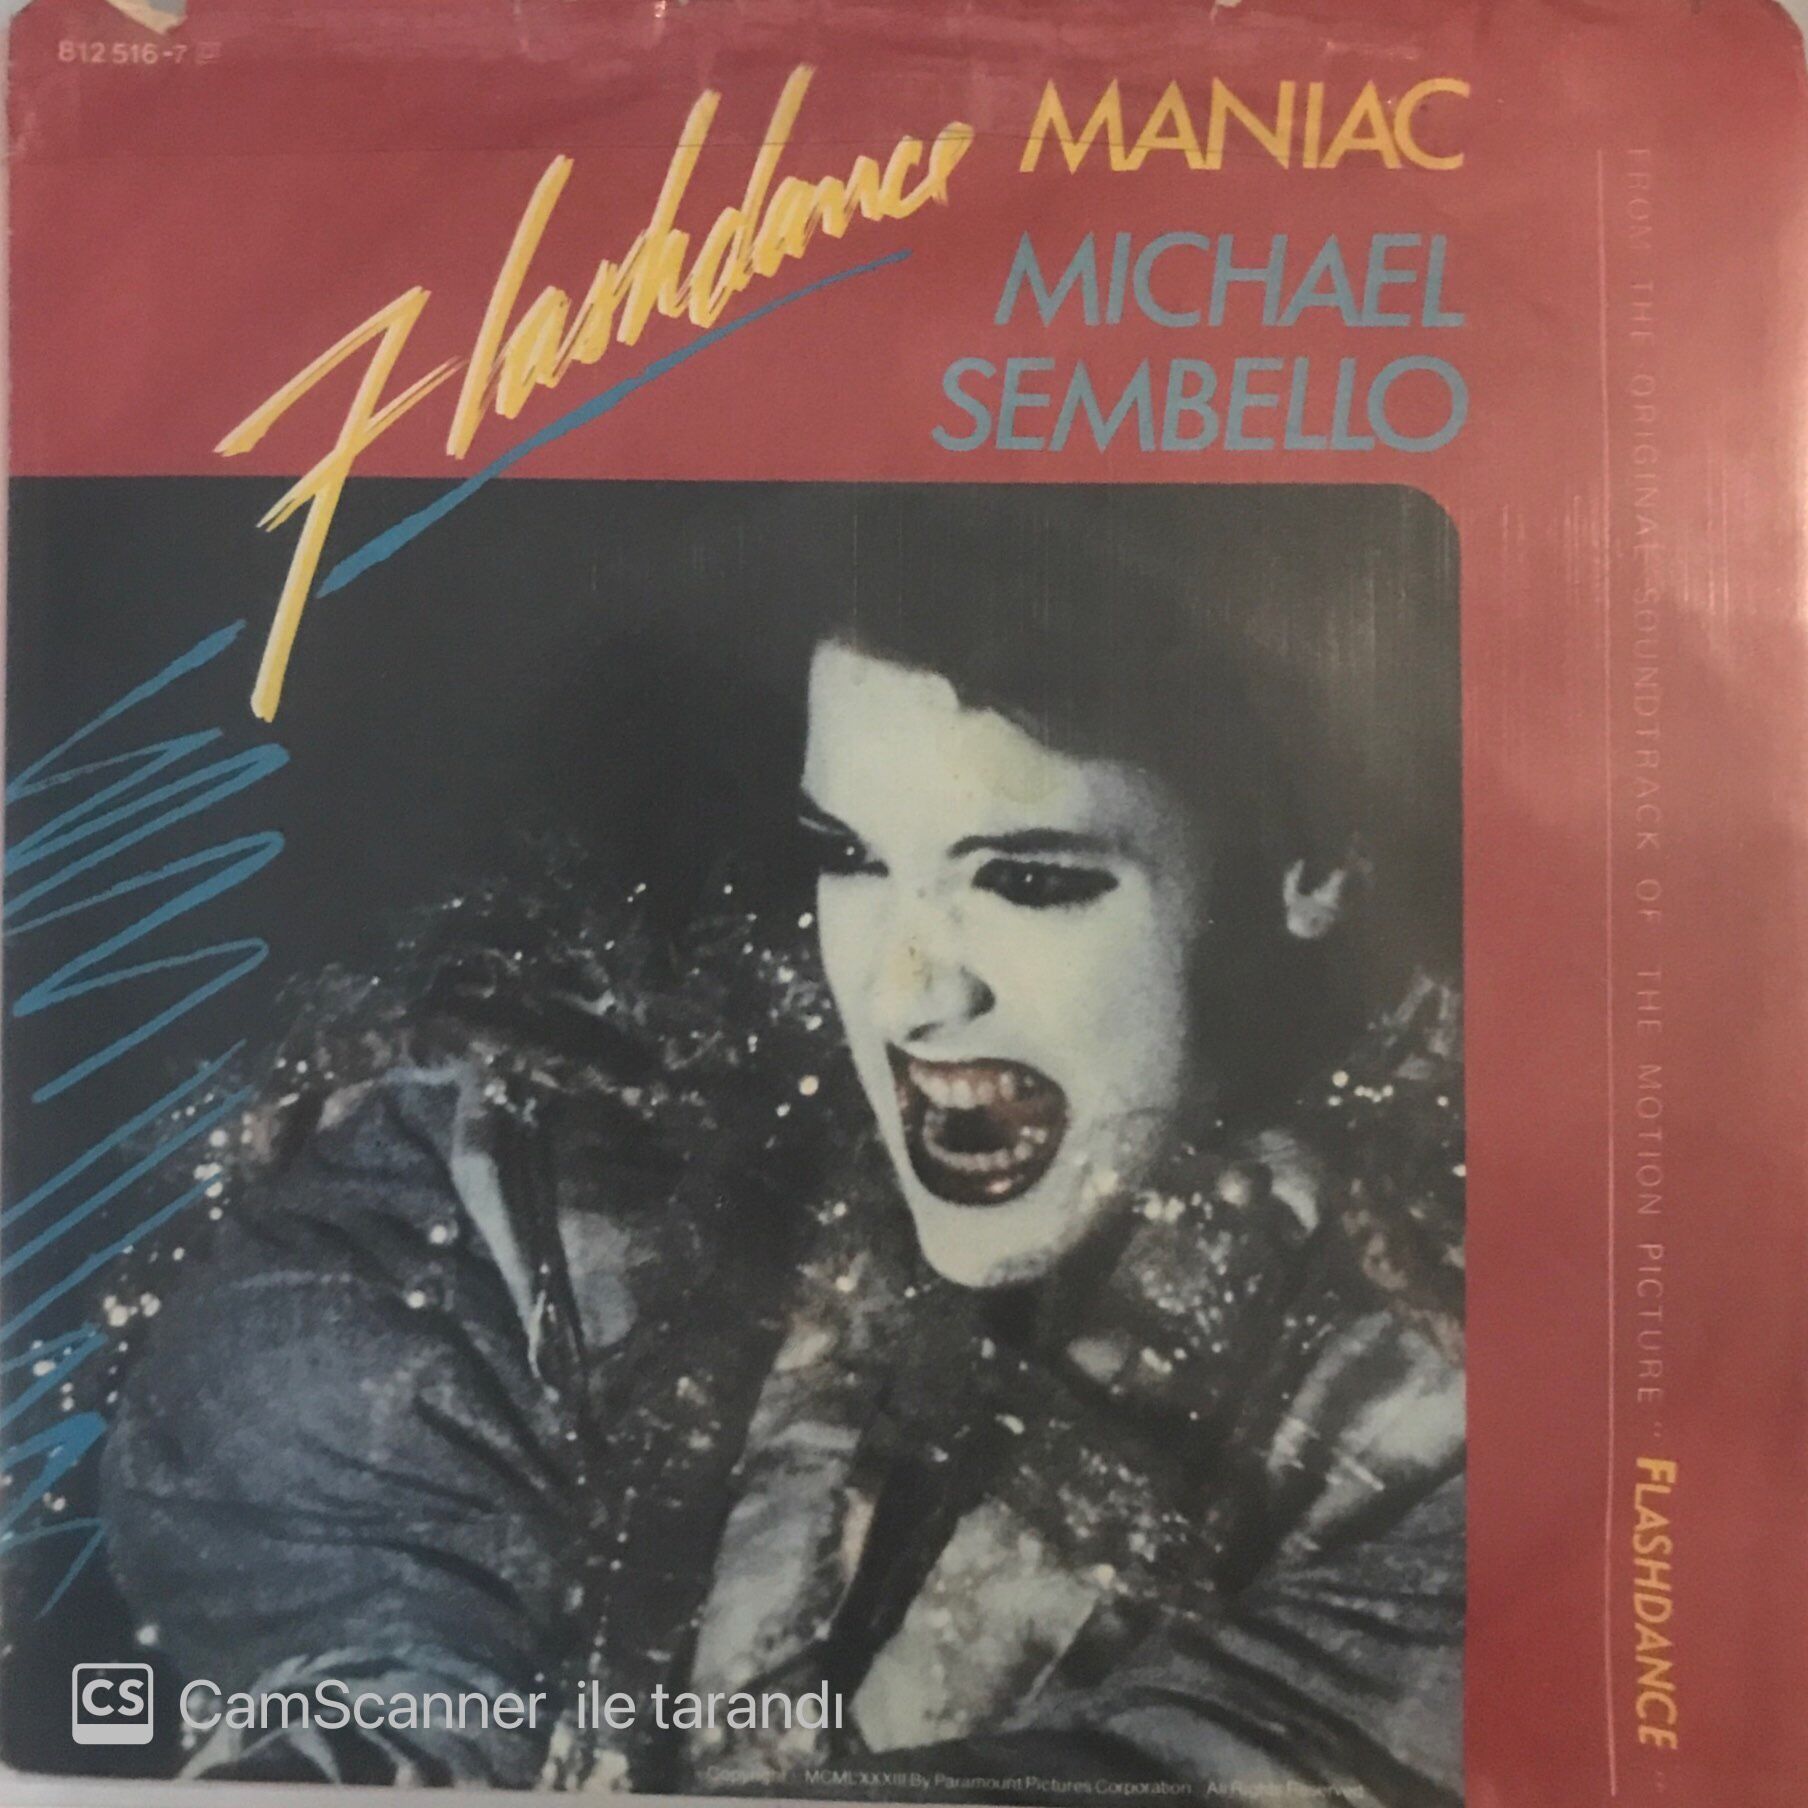 812 516-7
Flashdance
MANIAC
MICHAEL
SEMBELLO
FROM THE ORIGINAL SOUNDTRACK OF THE MOTION PICTURE "FLASHDANCE"
CS CamScanner ile tarandı
Copyright MCMLXXXIII By Paramount Pictures Corporation. All Rights Reserved